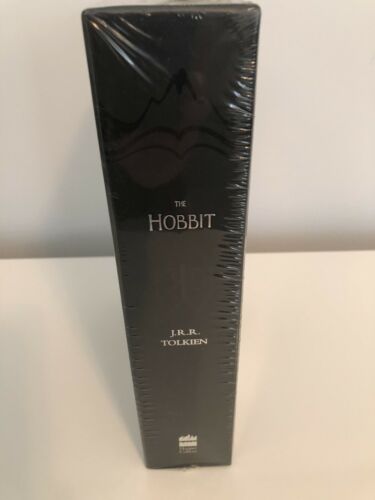 THE
HOBBIT
J.R.R.
TOLKIEN